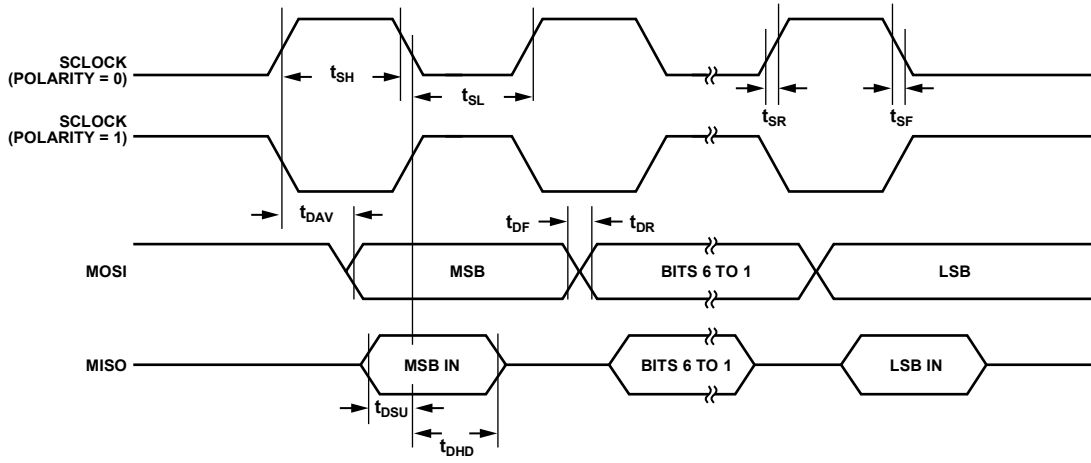 SCLOCK
(POLARITY = 0)
tSH
tSL
tSR
tSF
SCLOCK
(POLARITY = 1)
tDAV
tDF
tDR
MOSI
MSB
BITS 6 TO 1
LSB
MISO
MSB IN
BITS 6 TO 1
LSB IN
tDSU
tDHD